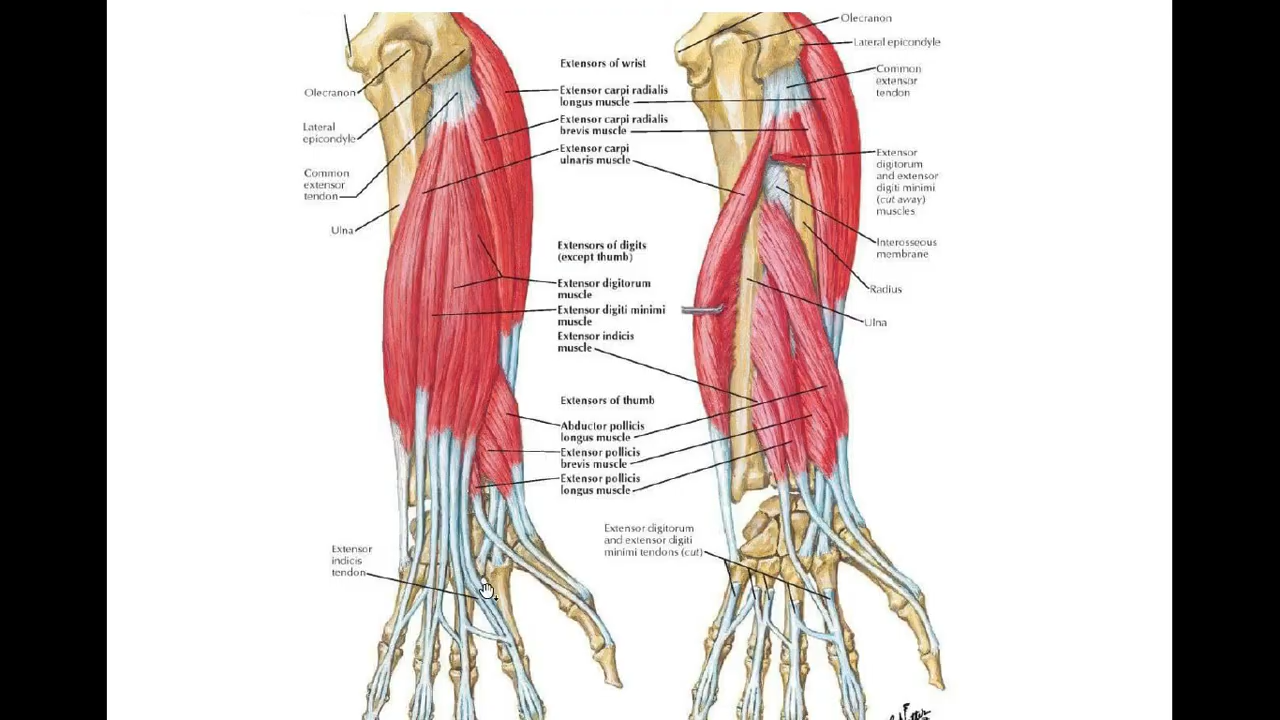 Olecranon
Lateral
epicondyle
Common
extensor
tendon
Ulna
Extensor
indicis
tendon
Extensors of wrist
Extensor carpi radialis
longus muscle
Extensor carpi radialis
brevis muscle
Extensor carpi
ulnaris muscle
Extensors of digits
(except thumb)
Extensor digitorum
muscle
Extensor digiti minimi
muscle
Extensor indicis
muscle
Extensors of thumb
Abductor pollicis
longus muscle
Extensor pollicis
brevis muscle
Extensor pollicis
longus muscle
Extensor digitorum
and extensor digiti
minimi tendons (cut)
Olecranon
Lateral epicondyle
Common
extensor
tendon
Extensor
digitorum
and extensor
digiti minimi
(cut away)
muscles
Interosseous
membrane
Radius
Ulna